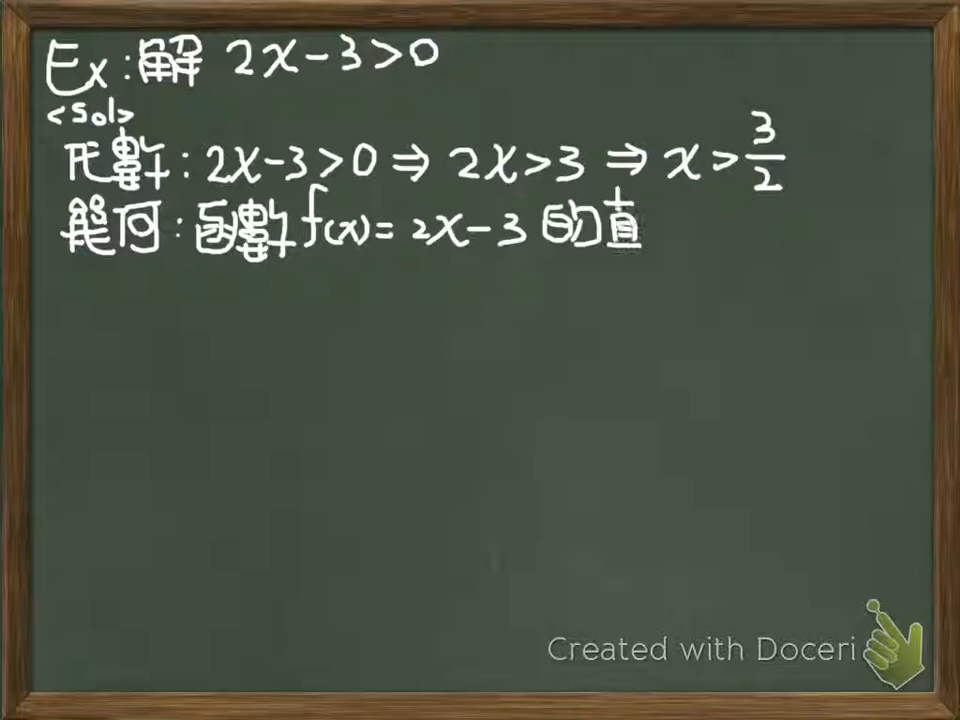 Ex:解 2x-3>0
<Sol>
代數:2x-3>0⇒2x>3⇒x>3/2
幾何:函數f(x)=2x-3的直
Created with Doceri